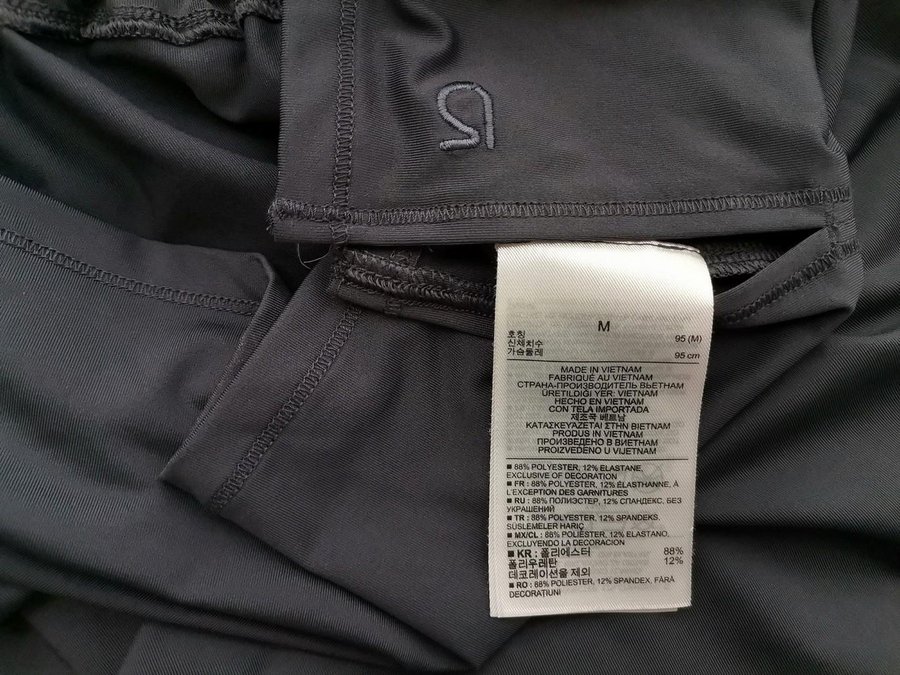 M
호칭
신체치수 95 (M)
가슴둘레 95 cm
MADE IN VIETNAM
FABRIQUÉ AU VIETNAM
СТРАНА-ПРОИЗВОДИТЕЛЬ ВЬЕТНАМ
ÜRETILDIĞI YER: VIETNAM
HECHO EN VIETNAM
CON TELA IMPORTADA
제조국 베트남
ΚΑΤΑΣΚΕΥΑΖΕΤΑΙ ΣΤΗΝ ΒΙΕΤΝΑΜ
PRODUS IN VIETNAM
ПРОИЗВЕДЕНО В ВИЕТНАМ
PROIZVEDENO U VIJETNAM
■ 88% POLYESTER, 12% ELASTANE,
EXCLUSIVE OF DECORATION
■ FR : 88% POLYESTER, 12% ÉLASTHANNE, À
L'EXCEPTION DES GARNITURES
■ RU : 88% ПОЛИЭСТЕР, 12% СПАНДЕКС, БЕЗ
УКРАШЕНИЙ
■ TR : 88% POLYESTER, 12% SPANDEKS,
SÜSLEMELER HARİÇ
■ MX/CL : 88% POLIÉSTER, 12% ELASTANO,
EXCLUYENDO LA DECORACION
■ KR : 폴리에스터 88%
폴리우레탄 12%
데코레이션을 제외
■ RO : 88% POLIESTER, 12% SPANDEX, FĂRĂ
DECORAȚIUNI